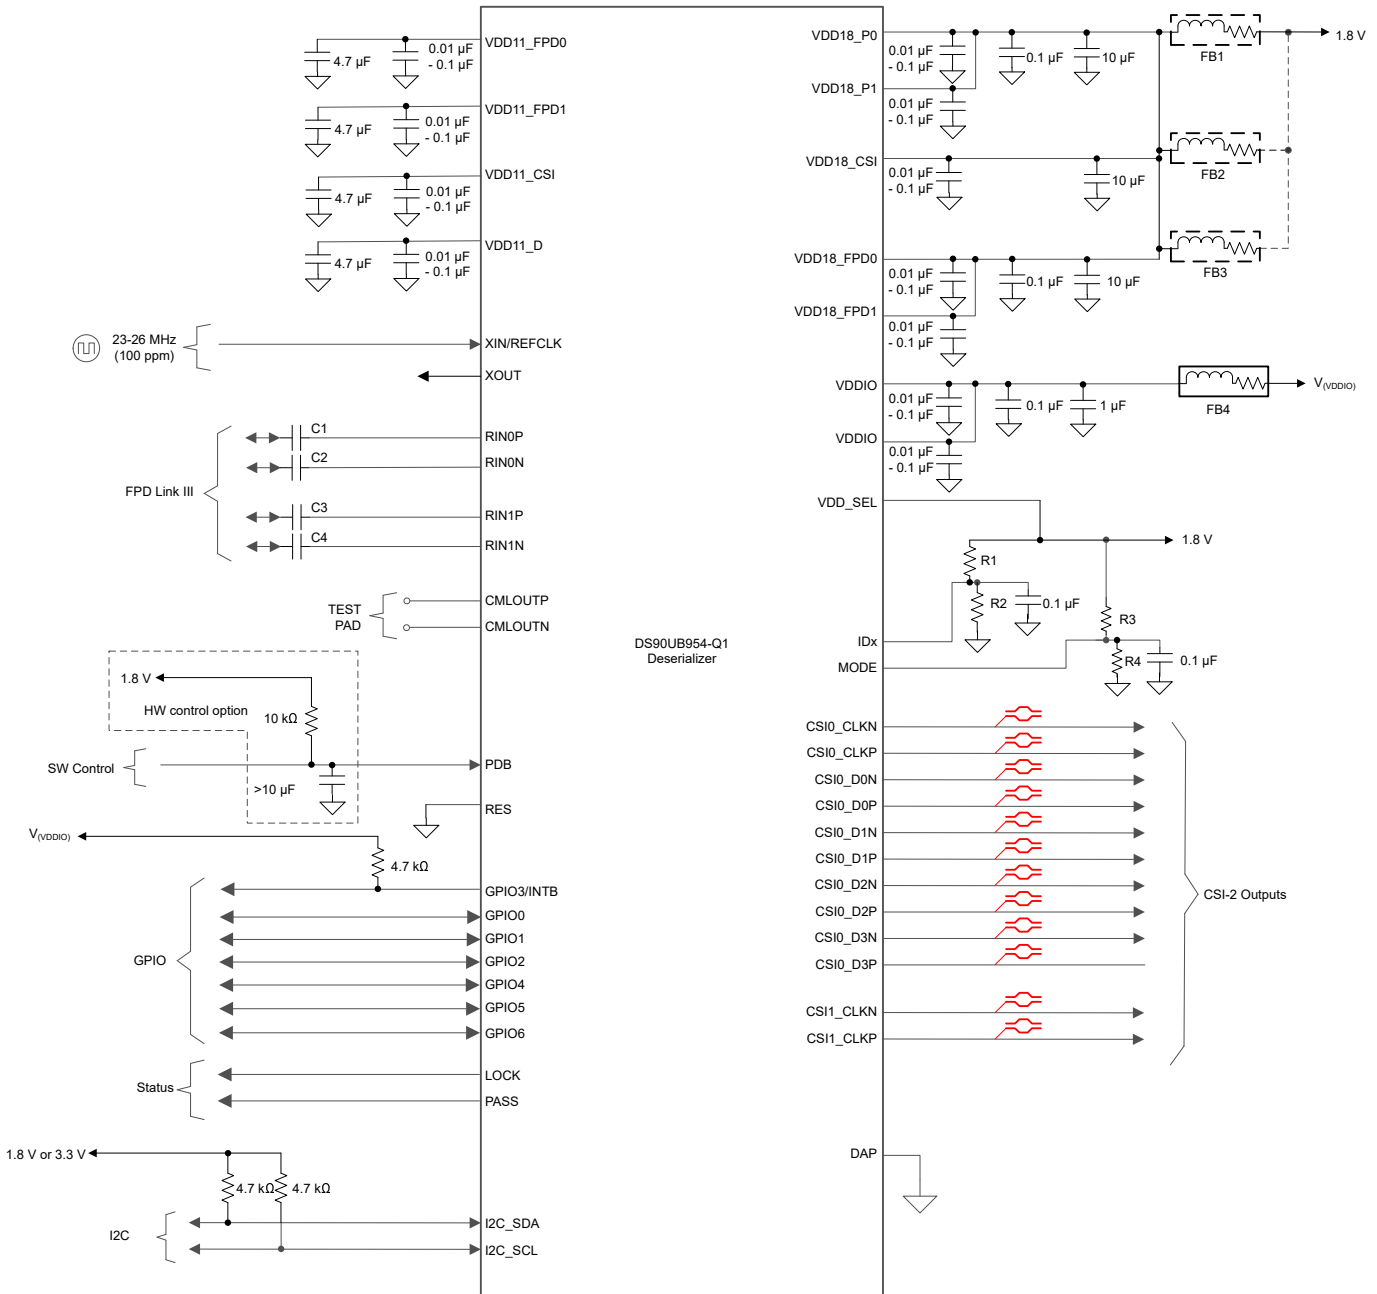 VDD11_FPD0
4.7 µF
0.01 µF
- 0.1 µF
VDD11_FPD1
4.7 µF
0.01 µF
- 0.1 µF
VDD11_CSI
4.7 µF
0.01 µF
- 0.1 µF
VDD11_D
4.7 µF
0.01 µF
- 0.1 µF
23-26 MHz
(100 ppm)
XIN/REFCLK
XOUT
FPD Link III
C1
RIN0P
C2
RIN0N
C3
RIN1P
C4
RIN1N
TEST
PAD
CMLOUTP
CMLOUTN
1.8 V
HW control option
10 kΩ
SW Control
PDB
>10 µF
RES
V(VDDIO)
4.7 kΩ
GPIO
GPIO3/INTB
GPIO0
GPIO1
GPIO2
GPIO4
GPIO5
GPIO6
Status
LOCK
PASS
1.8 V or 3.3 V
4.7 kΩ
4.7 kΩ
I2C
I2C_SDA
I2C_SCL
DS90UB954-Q1
Deserializer
VDD18_P0
0.01 µF
- 0.1 µF
0.1 µF
10 µF
FB1
1.8 V
VDD18_P1
0.01 µF
- 0.1 µF
FB2
VDD18_CSI
0.01 µF
- 0.1 µF
10 µF
VDD18_FPD0
0.01 µF
- 0.1 µF
0.1 µF
10 µF
FB3
VDD18_FPD1
0.01 µF
- 0.1 µF
VDDIO
0.01 µF
- 0.1 µF
0.1 µF
1 µF
FB4
V(VDDIO)
VDDIO
0.01 µF
- 0.1 µF
VDD_SEL
1.8 V
R1
R2
0.1 µF
IDx
R3
MODE
R4
0.1 µF
CSI0_CLKN
CSI0_CLKP
CSI0_D0N
CSI0_D0P
CSI0_D1N
CSI0_D1P
CSI0_D2N
CSI0_D2P
CSI0_D3N
CSI0_D3P
CSI1_CLKN
CSI1_CLKP
CSI-2 Outputs
DAP